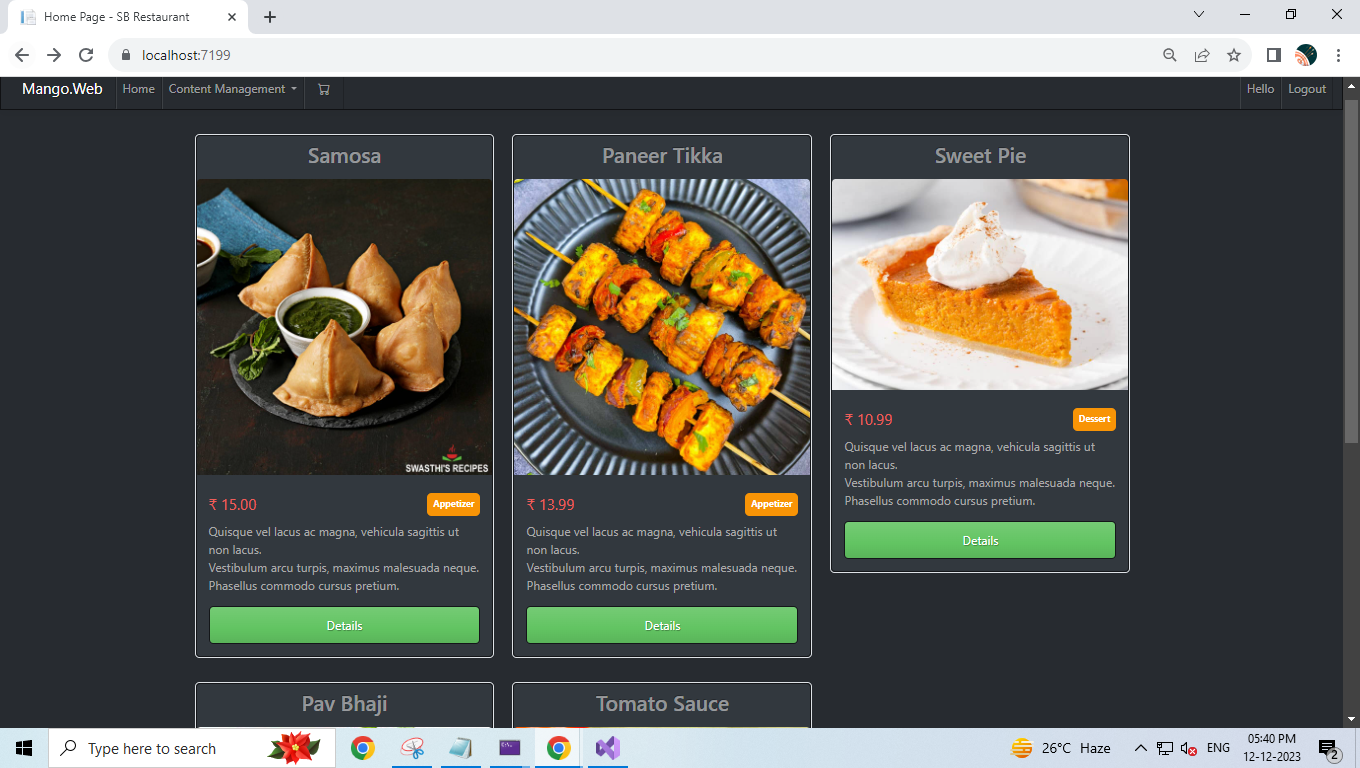 Home Page - SB Restaurant
localhost:7199
Mango.Web
Home
Content Management
Hello
Logout
Samosa
SWASTHI'S RECIPES
₹ 15.00
Appetizer
Quisque vel lacus ac magna, vehicula sagittis ut
non lacus.
Vestibulum arcu turpis, maximus malesuada neque.
Phasellus commodo cursus pretium.
Details
Paneer Tikka
₹ 13.99
Appetizer
Quisque vel lacus ac magna, vehicula sagittis ut
non lacus.
Vestibulum arcu turpis, maximus malesuada neque.
Phasellus commodo cursus pretium.
Details
Sweet Pie
₹ 10.99
Dessert
Quisque vel lacus ac magna, vehicula sagittis ut
non lacus.
Vestibulum arcu turpis, maximus malesuada neque.
Phasellus commodo cursus pretium.
Details
Pav Bhaji
Tomato Sauce
Type here to search
26°C Haze
ENG
05:40 PM
12-12-2023
2